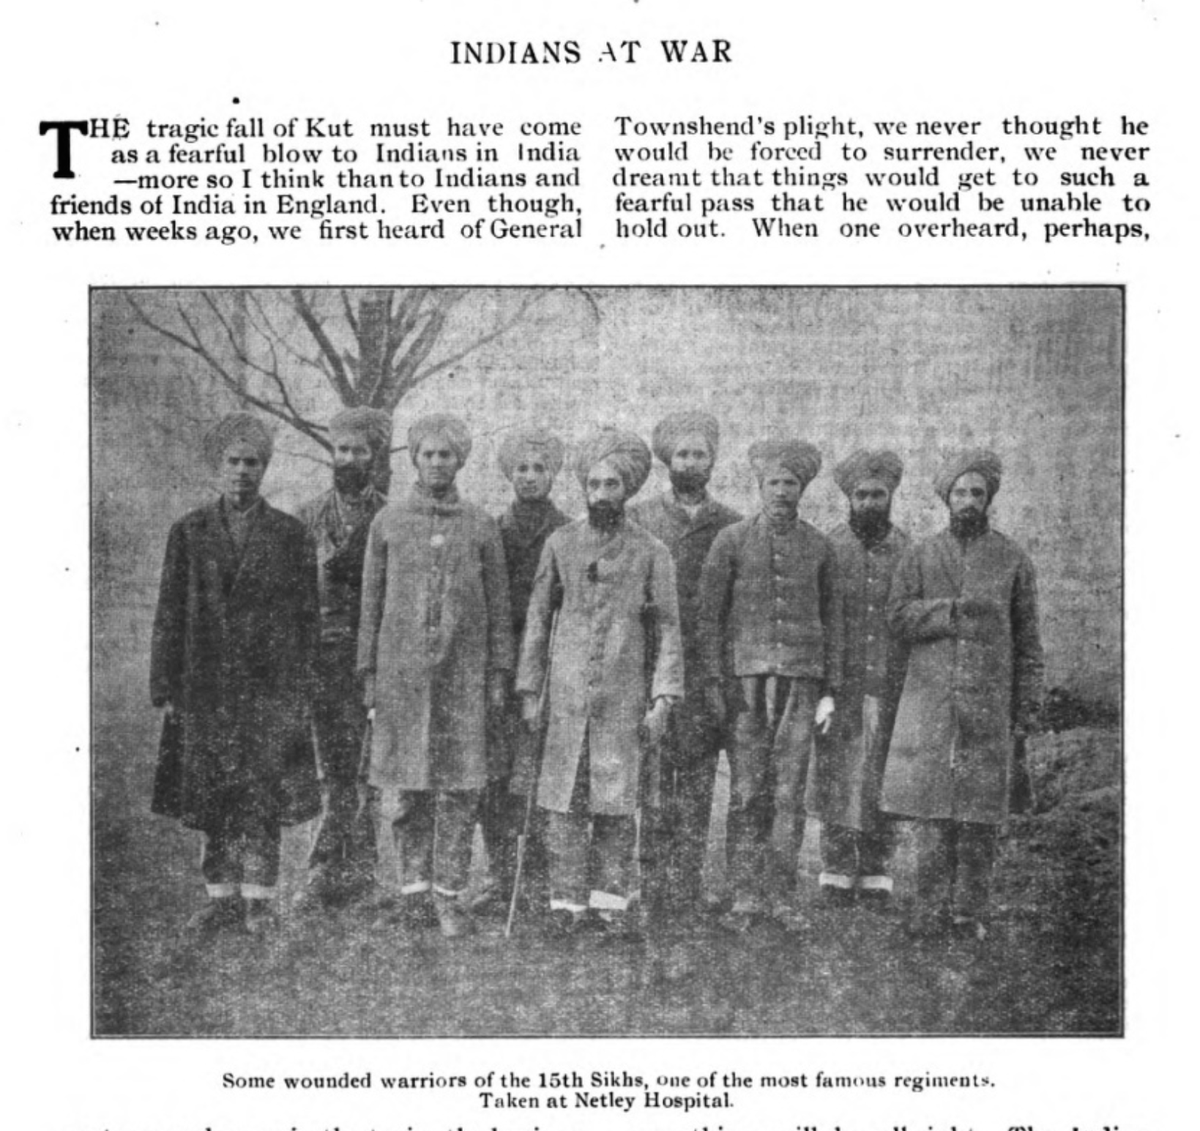 INDIANS AT WAR
THE tragic fall of Kut must have come
as a fearful blow to Indians in India
—more so I think than to Indians and
friends of India in England. Even though,
when weeks ago, we first heard of General
Townshend's plight, we never thought he
would be forced to surrender, we never
dreamt that things would get to such a
fearful pass that he would be unable to
hold out. When one overheard, perhaps,
Some wounded warriors of the 15th Sikhs, one of the most famous regiments.
Taken at Netley Hospital.